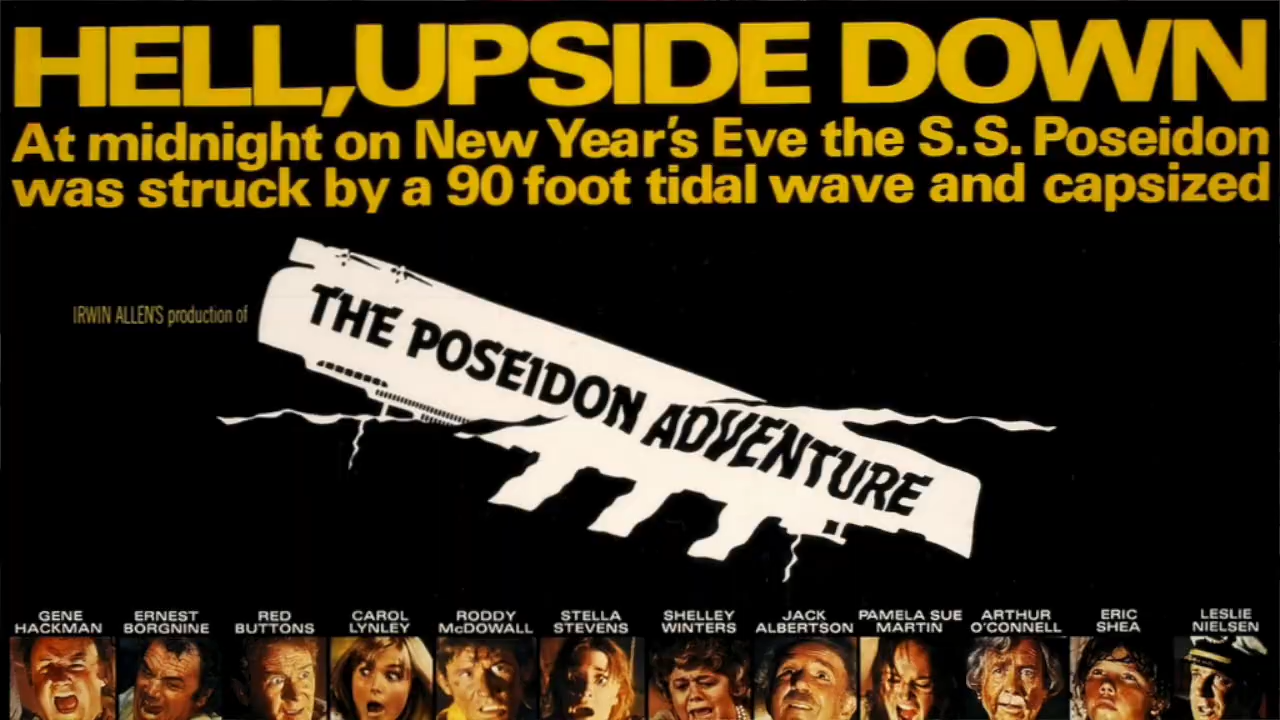 HELL, UPSIDE DOWN
At midnight on New Year's Eve the S.S. Poseidon
was struck by a 90 foot tidal wave and capsized
IRWIN ALLEN'S production of
THE POSEIDON ADVENTURE
GENE HACKMAN
ERNEST BORGNINE
RED BUTTONS
CAROL LYNLEY
RODDY McDOWALL
STELLA STEVENS
SHELLEY WINTERS
JACK ALBERTSON
PAMELA SUE MARTIN
ARTHUR O'CONNELL
ERIC SHEA
LESLIE NIELSEN